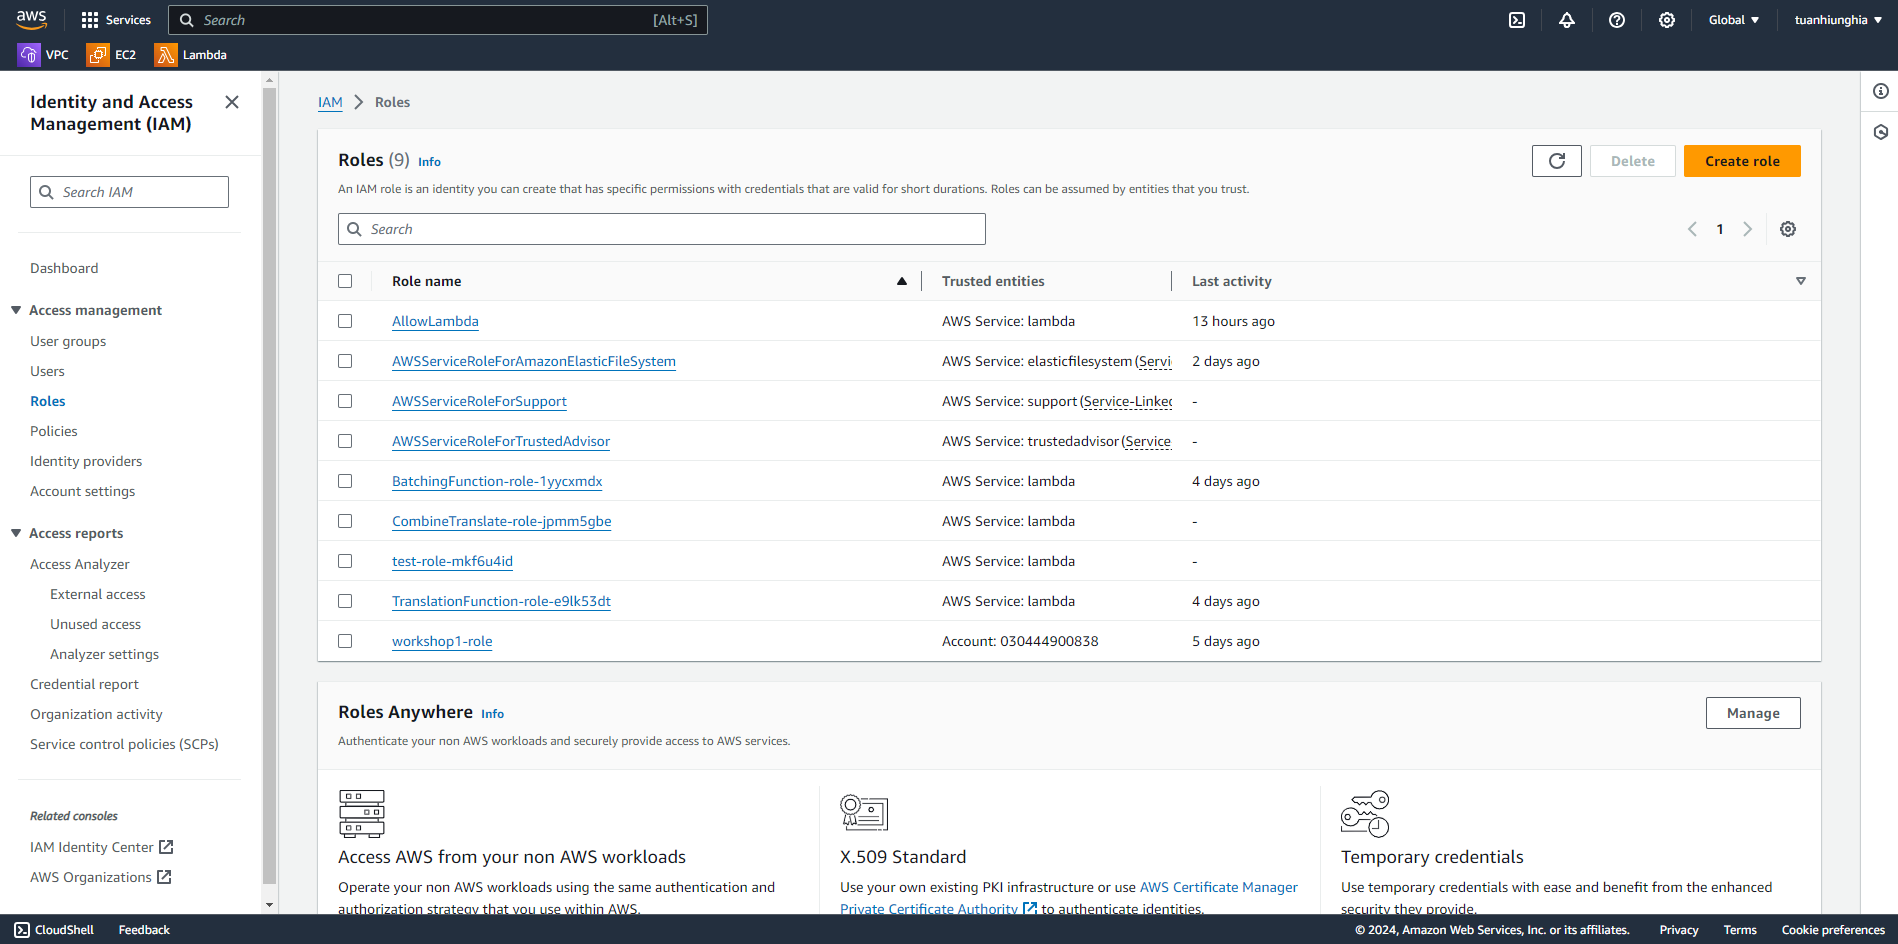 aws
Services
Search
[Alt+S]
Global
tuanhiunghia
VPC
EC2
Lambda
Identity and Access
Management (IAM)
Search IAM
Dashboard
Access management
User groups
Users
Roles
Policies
Identity providers
Account settings
Access reports
Access Analyzer
External access
Unused access
Analyzer settings
Credential report
Organization activity
Service control policies (SCPs)
Related consoles
IAM Identity Center
AWS Organizations
IAM > Roles
Roles (9) Info
Delete
Create role
An IAM role is an identity you can create that has specific permissions with credentials that are valid for short durations. Roles can be assumed by entities that you trust.
Search
1
Role name Trusted entities Last activity
AllowLambda AWS Service: lambda 13 hours ago
AWSServiceRoleForAmazonElasticFileSystem AWS Service: elasticfilesystem (Servi 2 days ago
AWSServiceRoleForSupport AWS Service: support (Service-Linked -
AWSServiceRoleForTrustedAdvisor AWS Service: trustedadvisor (Service -
BatchingFunction-role-1yycxmdx AWS Service: lambda 4 days ago
CombineTranslate-role-jpmm5gbe AWS Service: lambda -
test-role-mkf6u4id AWS Service: lambda -
TranslationFunction-role-e9lk53dt AWS Service: lambda 4 days ago
workshop1-role Account: 030444900838 5 days ago
Roles Anywhere Info
Manage
Authenticate your non AWS workloads and securely provide access to AWS services.
Access AWS from your non AWS workloads
Operate your non AWS workloads using the same authentication and
authorization strategy that you use within AWS.
X.509 Standard
Use your own existing PKI infrastructure or use AWS Certificate Manager
Private Certificate Authority to authenticate identities.
Temporary credentials
Use temporary credentials with ease and benefit from the enhanced
security they provide.
CloudShell
Feedback
© 2024, Amazon Web Services, Inc. or its affiliates.
Privacy
Terms
Cookie preferences